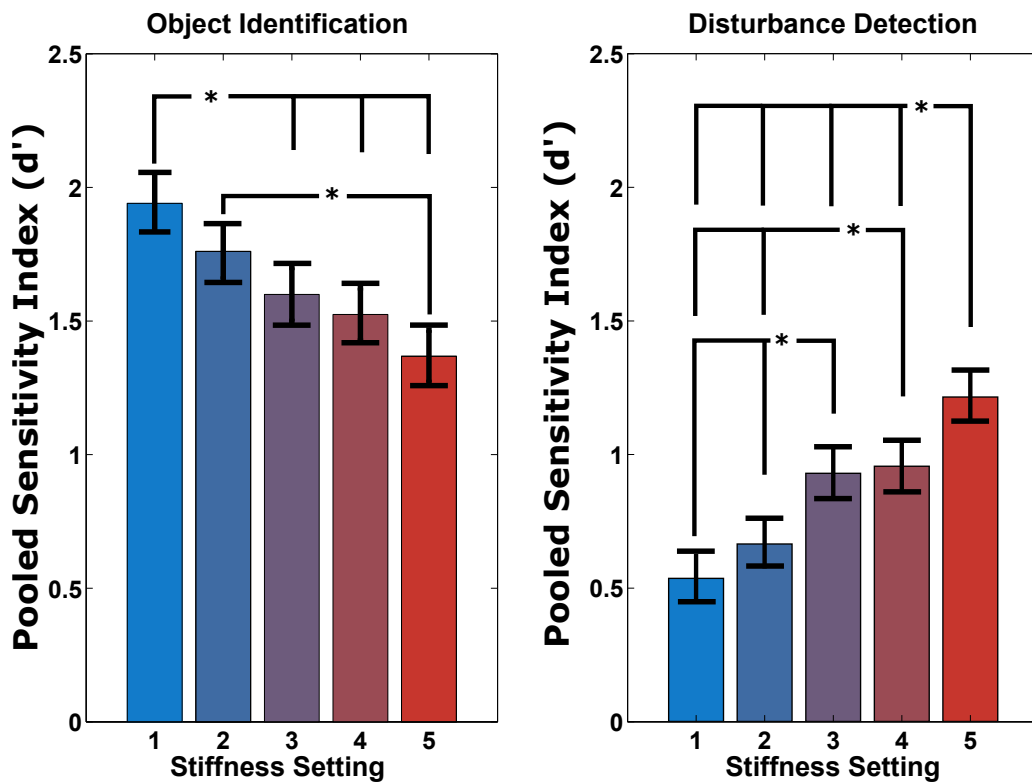 Object Identification
Pooled Sensitivity Index (d')
2.5
2
1.5
1
0.5
0
*
*
1 2 3 4 5
Stiffness Setting
Disturbance Detection
Pooled Sensitivity Index (d')
2.5
2
1.5
1
0.5
0
*
*
*
1 2 3 4 5
Stiffness Setting